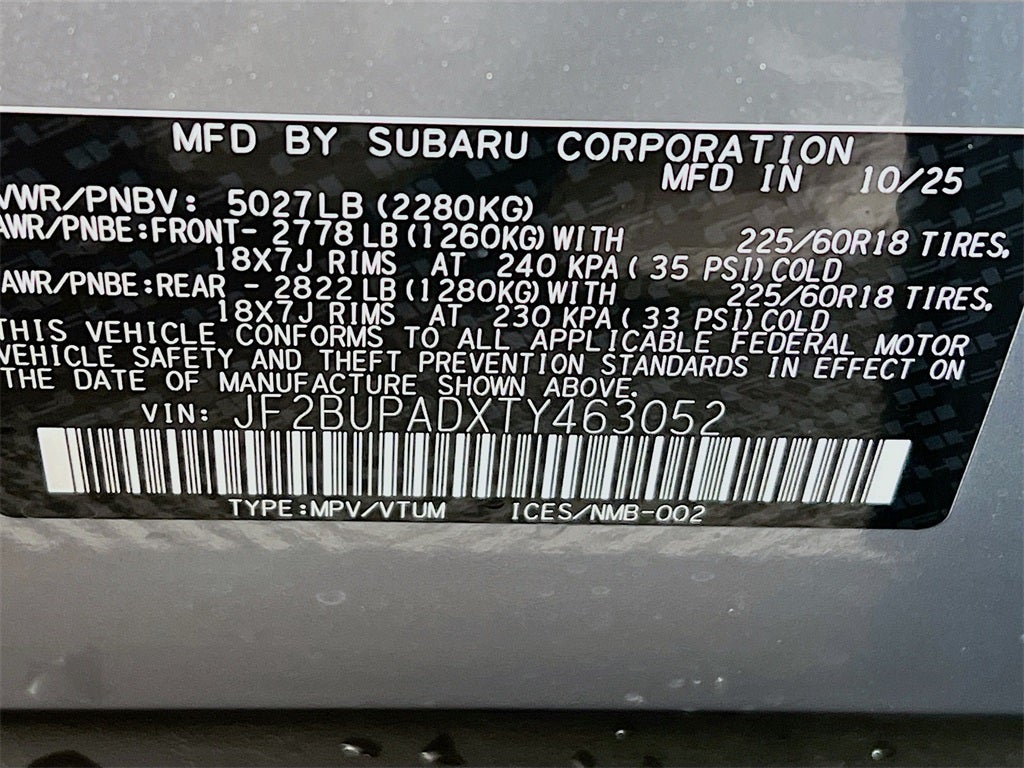 MFD BY SUBARU CORPORATION
MFD IN 10/25
VWR/PNBV: 5027LB (2280KG)
AWR/PNBE:FRONT- 2778 LB (1260KG) WITH 225/60R18 TIRES,
18X7J RIMS AT 240 KPA ( 35 PSI) COLD
AWR/PNBE:REAR - 2822 LB (1280KG) WITH 225/60R18 TIRES,
18X7J RIMS AT 230 KPA ( 33 PSI) COLD
THIS VEHICLE CONFORMS TO ALL APPLICABLE FEDERAL MOTOR
VEHICLE SAFETY AND THEFT PREVENTION STANDARDS IN EFFECT ON
THE DATE OF MANUFACTURE SHOWN ABOVE.
VIN: JF2BUPADXTY463052
TYPE:MPV/VTUM ICES/NMB-002